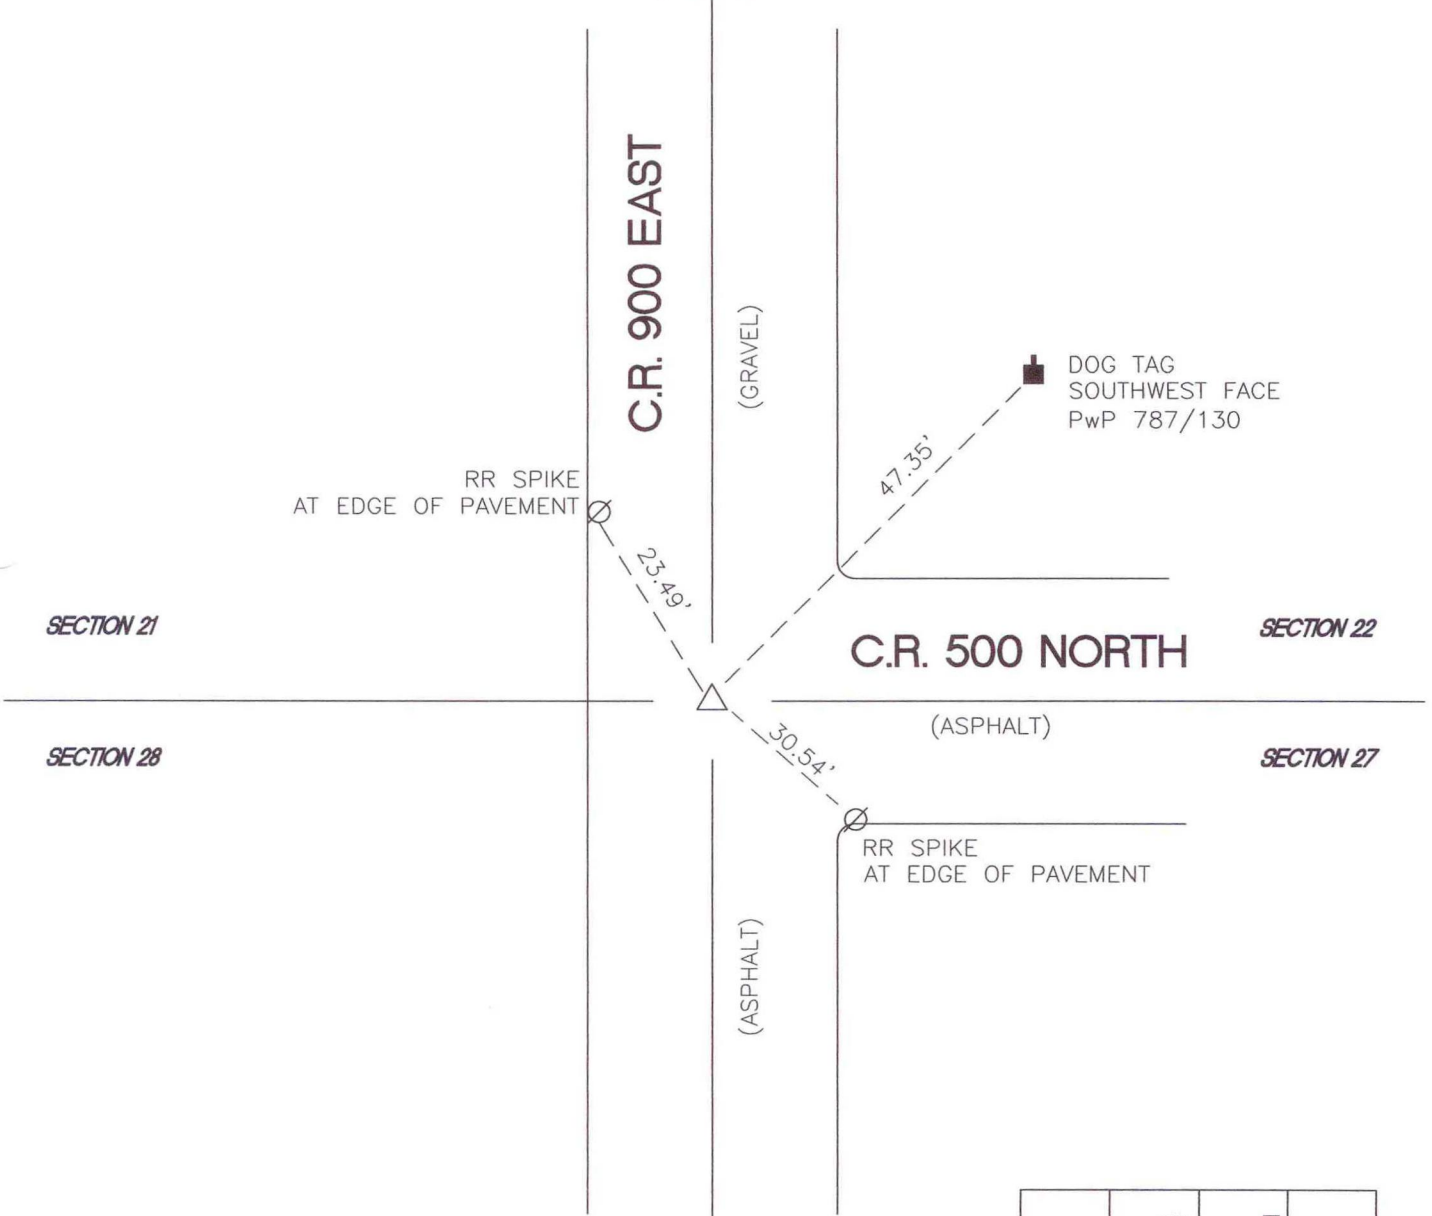 C.R. 900 EAST
(GRAVEL)
DOG TAG
SOUTHWEST FACE
PwP 787/130
47.35'
RR SPIKE
AT EDGE OF PAVEMENT
23.49'
SECTION 21
C.R. 500 NORTH
SECTION 22
(ASPHALT)
30.54'
SECTION 28
SECTION 27
RR SPIKE
AT EDGE OF PAVEMENT
(ASPHALT)